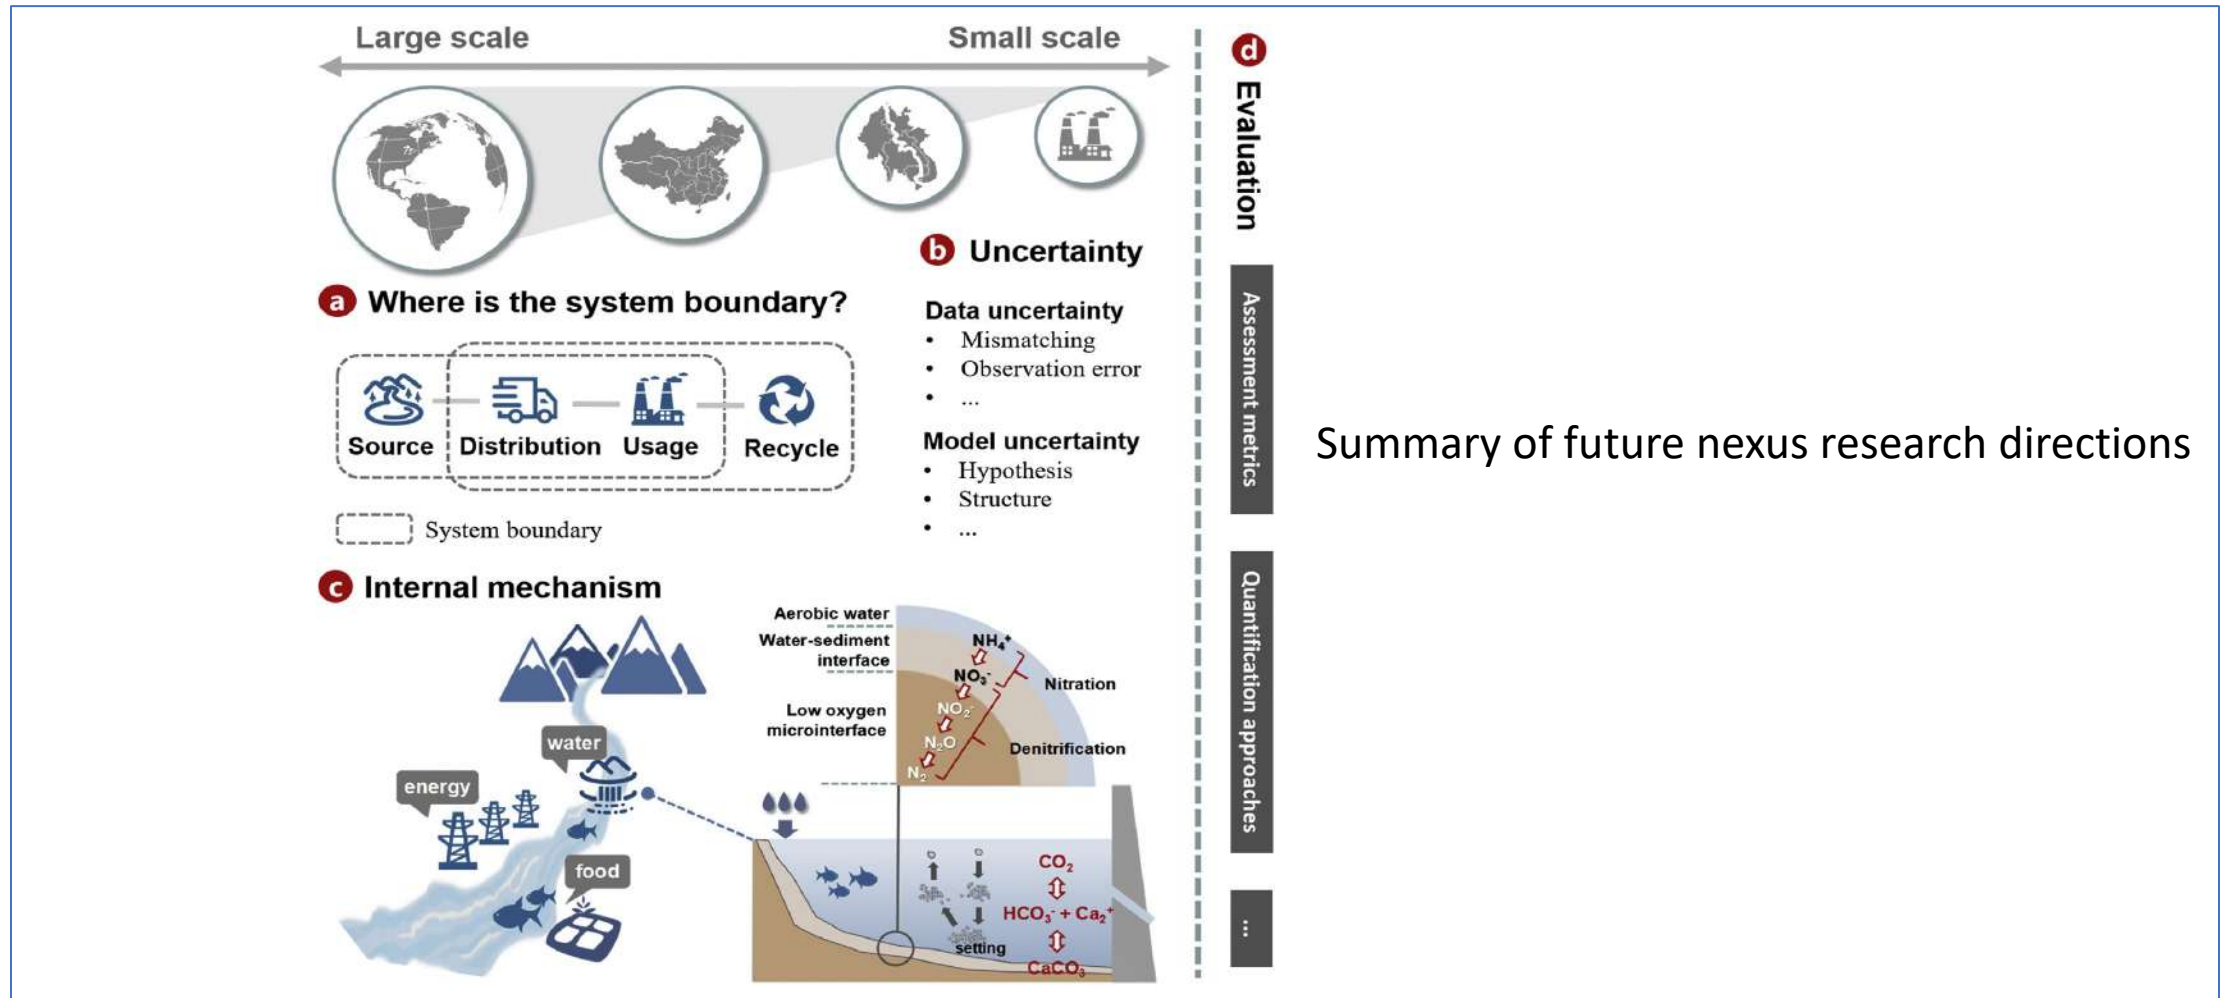 Large scale
Small scale
a Where is the system boundary?
Source
Distribution
Usage
Recycle
System boundary
b Uncertainty
Data uncertainty
• Mismatching
• Observation error
• ...
Model uncertainty
• Hypothesis
• Structure
• ...
c Internal mechanism
water
energy
food
Aerobic water
Water-sediment
interface
Low oxygen
microinterface
NH₄⁺
NO₃⁻
NO₂⁻
N₂O
N₂
Nitration
Denitrification
setting
CO₂
HCO₃⁻ + Ca₂⁺
CaCO₃
d Evaluation
Assessment metrics
Quantification approaches
...
Summary of future nexus research directions